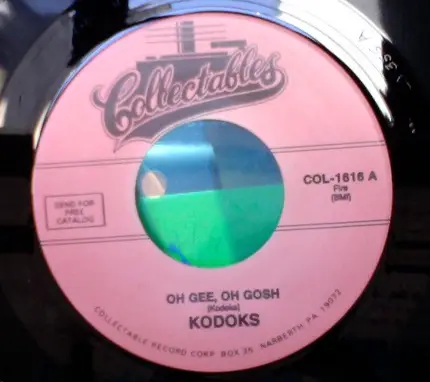 Collectables
COL-1616 A
Fire
(BMI)
SEND FOR
FREE
CATALOG
OH GEE, OH GOSH
(Kodoks)
KODOKS
COLLECTABLE RECORD CORP BOX 35 NARBERTH PA 19072